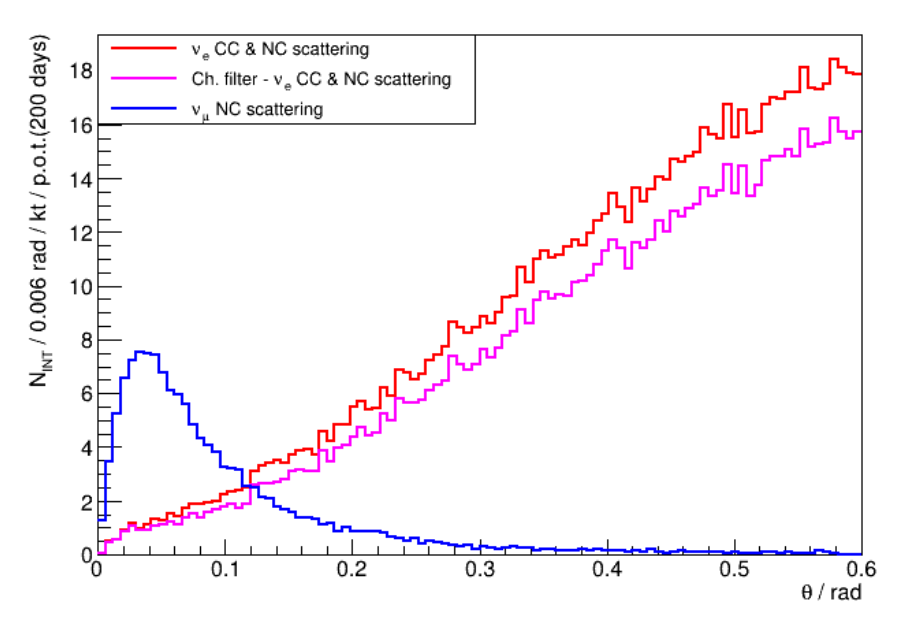 νe CC & NC scattering
Ch. filter - νe CC & NC scattering
νμ NC scattering
NINT / 0.006 rad / kt / p.o.t.(200 days)
18
16
14
12
10
8
6
4
2
0
0 0.1 0.2 0.3 0.4 0.5 0.6
θ / rad